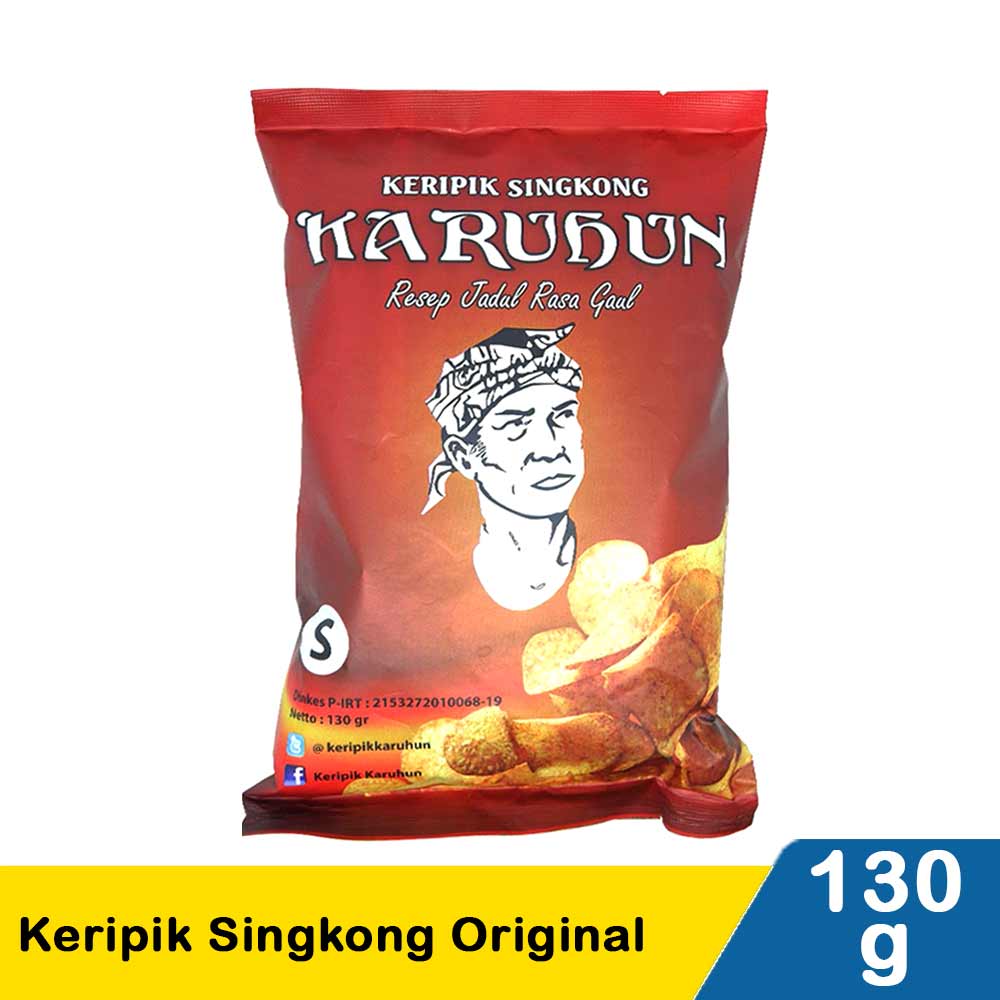 KERIPIK SINGKONG
KARUHUN
Resep Jadul Rasa Gaul
S
Dinkes P-IRT : 2153272010068-19
Netto : 130 gr
@ keripikkaruhun
f Keripik Karuhun
Keripik Singkong Original
130
g